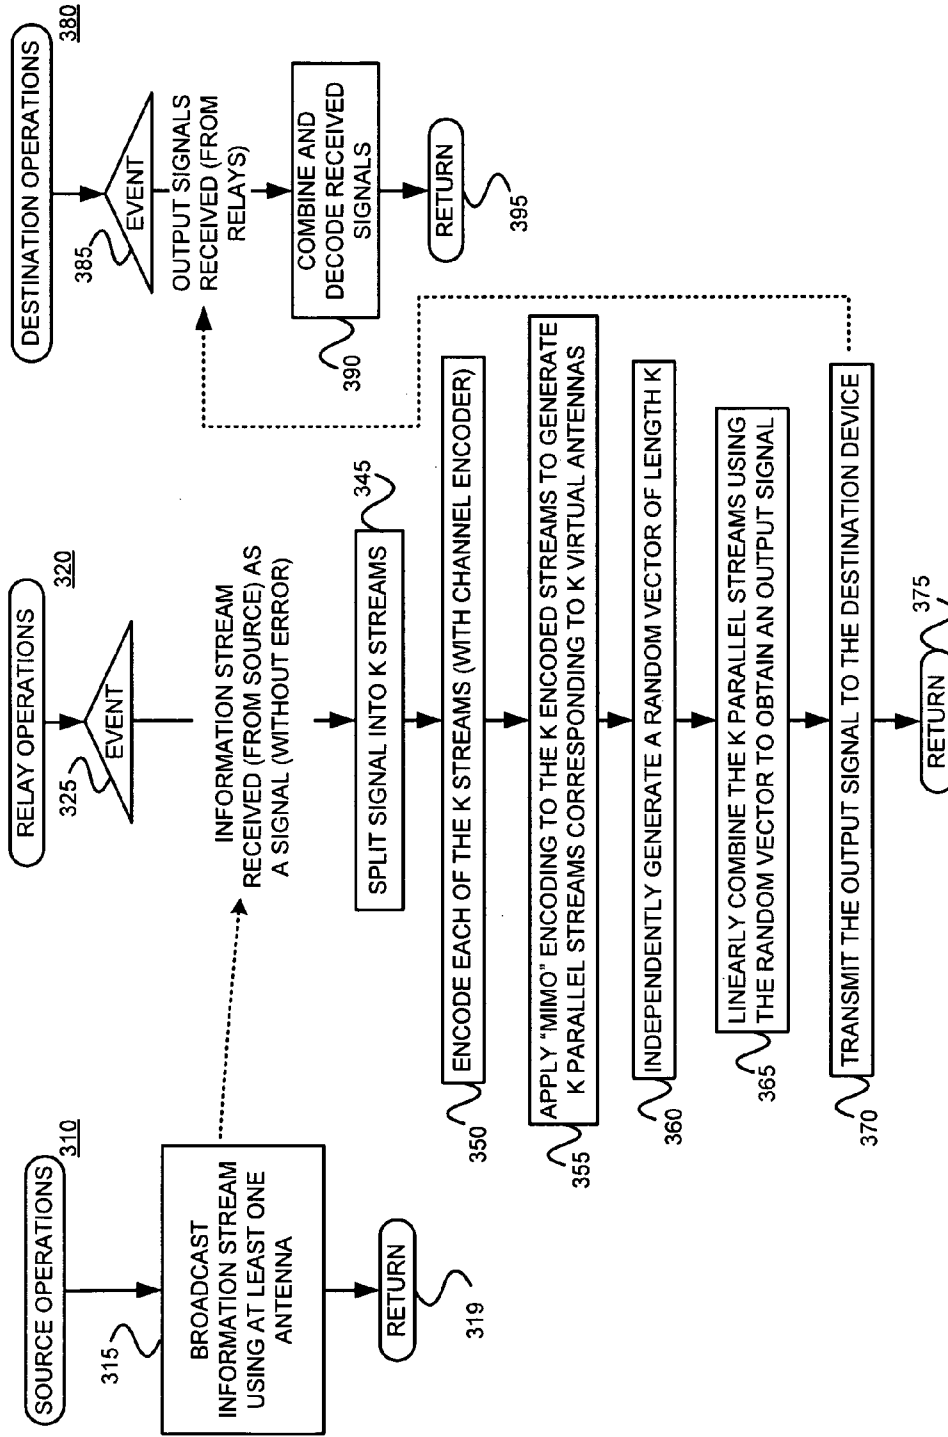 SOURCE OPERATIONS
310
315
BROADCAST
INFORMATION STREAM
USING AT LEAST ONE
ANTENNA
RETURN
319
RELAY OPERATIONS
320
325
EVENT
INFORMATION STREAM
RECEIVED (FROM SOURCE) AS
A SIGNAL (WITHOUT ERROR)
345
SPLIT SIGNAL INTO K STREAMS
ENCODE EACH OF THE K STREAMS (WITH CHANNEL ENCODER)
350
APPLY "MIMO" ENCODING TO THE K ENCODED STREAMS TO GENERATE
K PARALLEL STREAMS CORRESPONDING TO K VIRTUAL ANTENNAS
355
INDEPENDENTLY GENERATE A RANDOM VECTOR OF LENGTH K
360
LINEARLY COMBINE THE K PARALLEL STREAMS USING
THE RANDOM VECTOR TO OBTAIN AN OUTPUT SIGNAL
365
TRANSMIT THE OUTPUT SIGNAL TO THE DESTINATION DEVICE
370
RETURN
375
DESTINATION OPERATIONS
380
385
EVENT
OUTPUT SIGNALS
RECEIVED (FROM
RELAYS)
COMBINE AND
DECODE RECEIVED
SIGNALS
390
RETURN
395